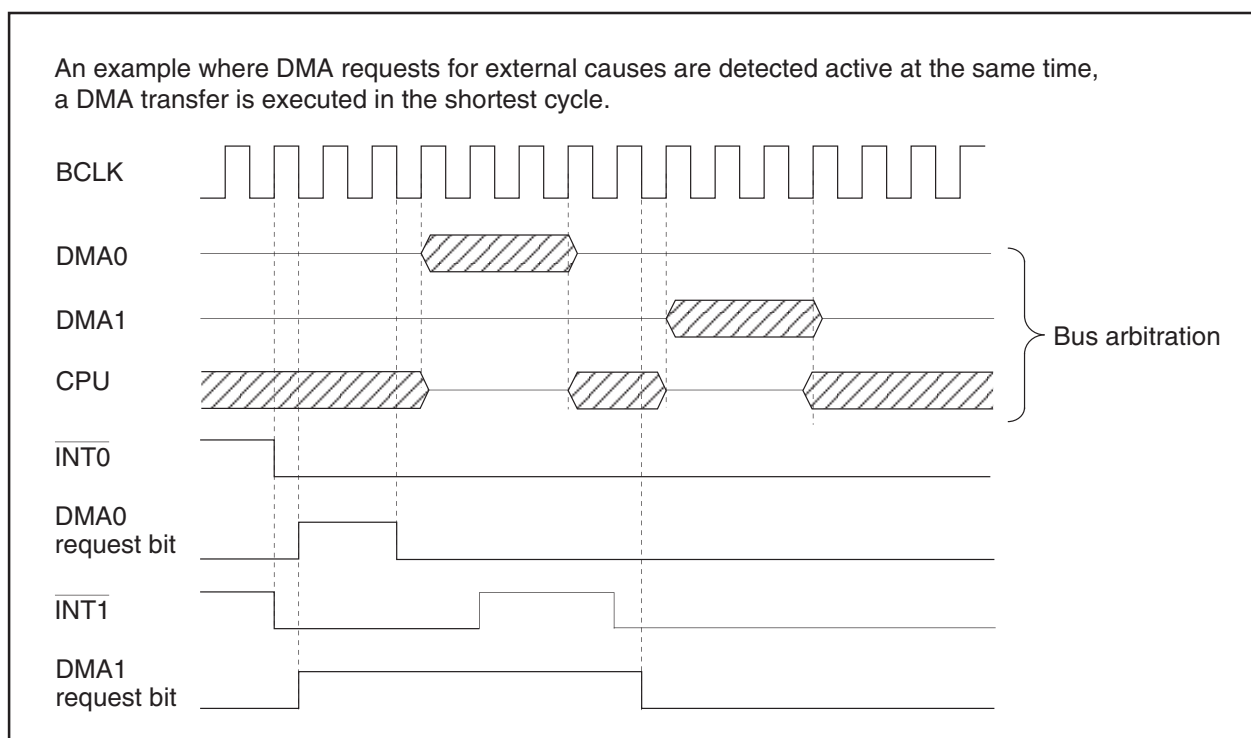 An example where DMA requests for external causes are detected active at the same time,
a DMA transfer is executed in the shortest cycle.
BCLK
DMA0
DMA1
CPU
Bus arbitration
INT0
DMA0
request bit
INT1
DMA1
request bit